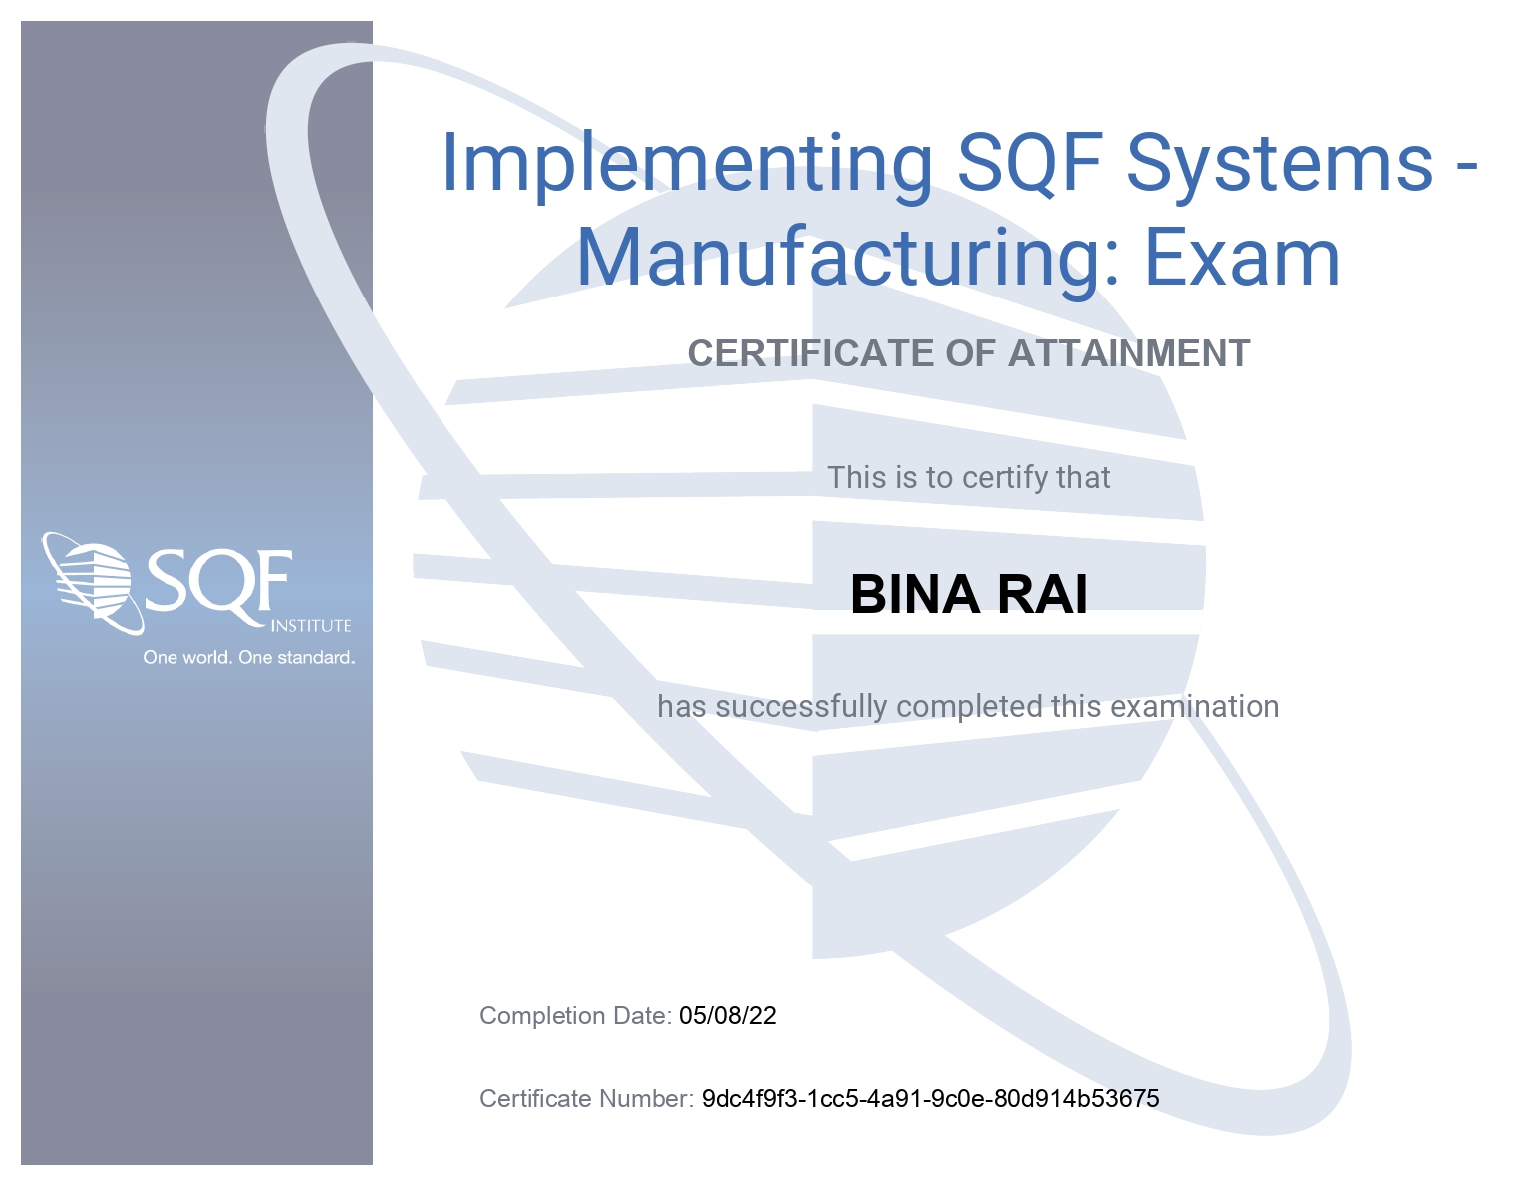 Implementing SQF Systems -
Manufacturing: Exam
CERTIFICATE OF ATTAINMENT
This is to certify that
BINA RAI
has successfully completed this examination
SQF
INSTITUTE
One world. One standard.
Completion Date: 05/08/22
Certificate Number: 9dc4f9f3-1cc5-4a91-9c0e-80d914b53675